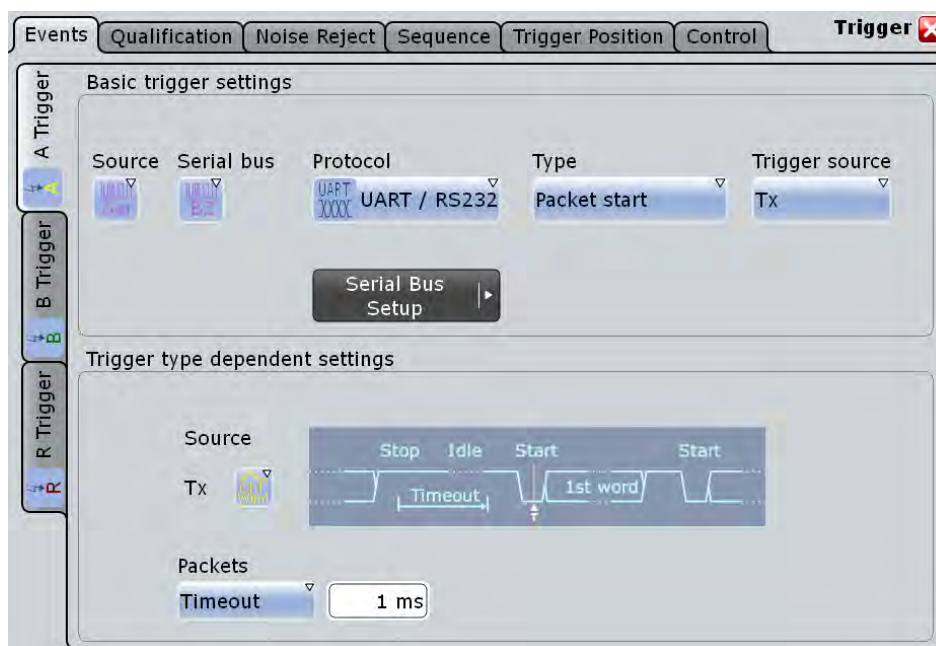 Events Qualification Noise Reject Sequence Trigger Position Control Trigger
A Trigger
A
B Trigger
B
R Trigger
R
Basic trigger settings
Source Serial bus Protocol Type Trigger source
UART UART / RS232 Packet start Tx
Serial Bus
Setup
Trigger type dependent settings
Source
Tx
Stop Idle Start Start
Timeout 1st word
T
Packets
Timeout 1 ms